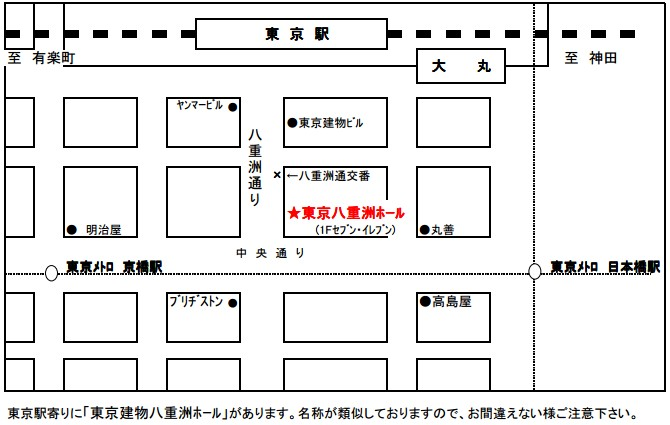 東京駅
至 有楽町
大 丸
至 神田
ﾔﾝﾏｰﾋﾞﾙ ●
●東京建物ﾋﾞﾙ
八重洲通り
×←八重洲通交番
★東京八重洲ﾎｰﾙ
(1Fｾﾌﾞﾝ･ｲﾚﾌﾞﾝ)
● 明治屋
●丸善
中 央 通 り
東京ﾒﾄﾛ 京橋駅
東京ﾒﾄﾛ 日本橋駅
ﾌﾞﾘﾁﾞｽﾄﾝ ●
●高島屋
東京駅寄りに｢東京建物八重洲ﾎｰﾙ｣があります。名称が類似しておりますので、お間違えない様ご注意下さい。